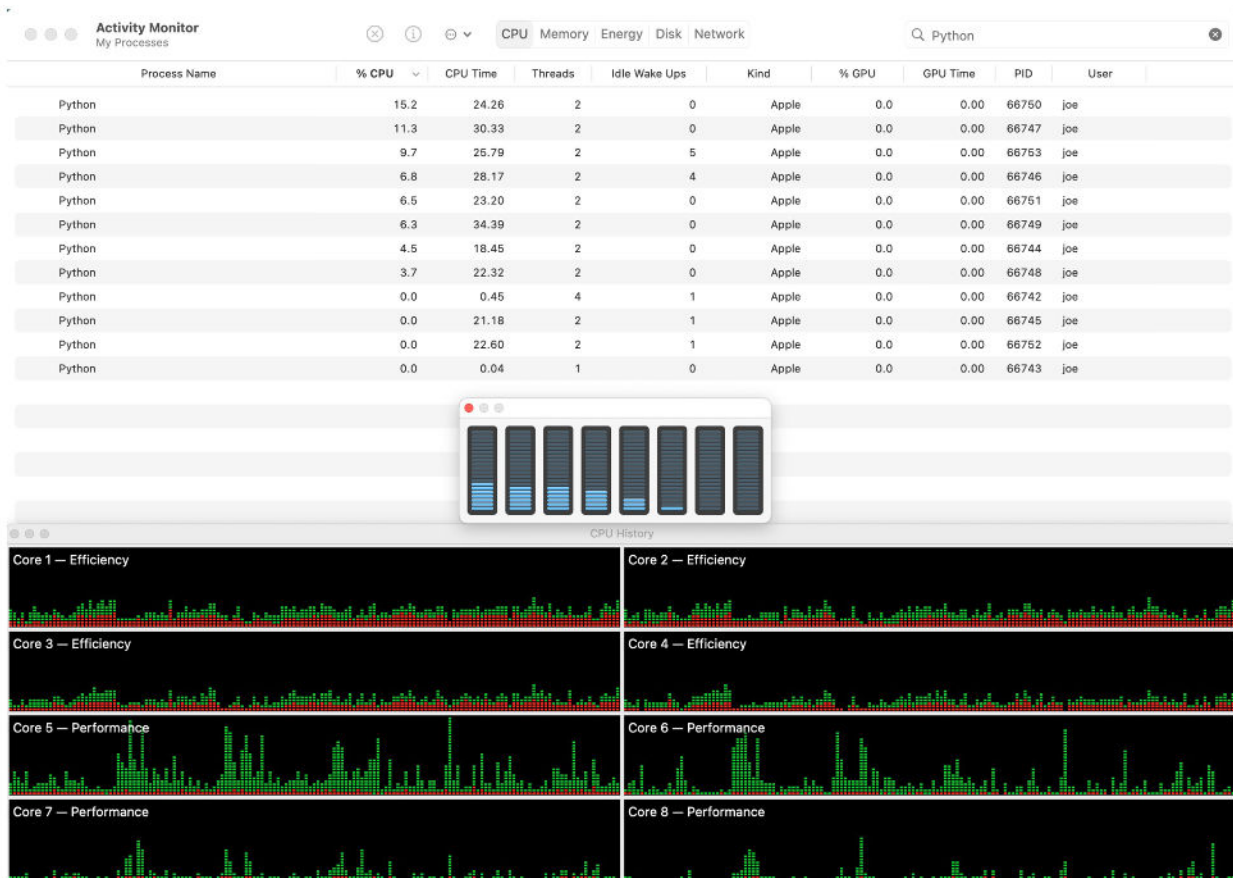 Activity Monitor
My Processes
CPU Memory Energy Disk Network
Python
Process Name % CPU CPU Time Threads Idle Wake Ups Kind % GPU GPU Time PID User
Python 15.2 24.26 2 0 Apple 0.0 0.00 66750 joe
Python 11.3 30.33 2 0 Apple 0.0 0.00 66747 joe
Python 9.7 25.79 2 5 Apple 0.0 0.00 66753 joe
Python 6.8 28.17 2 4 Apple 0.0 0.00 66746 joe
Python 6.5 23.20 2 0 Apple 0.0 0.00 66751 joe
Python 6.3 34.39 2 0 Apple 0.0 0.00 66749 joe
Python 4.5 18.45 2 0 Apple 0.0 0.00 66744 joe
Python 3.7 22.32 2 0 Apple 0.0 0.00 66748 joe
Python 0.0 0.45 4 1 Apple 0.0 0.00 66742 joe
Python 0.0 21.18 2 1 Apple 0.0 0.00 66745 joe
Python 0.0 22.60 2 1 Apple 0.0 0.00 66752 joe
Python 0.0 0.04 1 0 Apple 0.0 0.00 66743 joe
CPU History
Core 1 — Efficiency
Core 2 — Efficiency
Core 3 — Efficiency
Core 4 — Efficiency
Core 5 — Performance
Core 6 — Performance
Core 7 — Performance
Core 8 — Performance